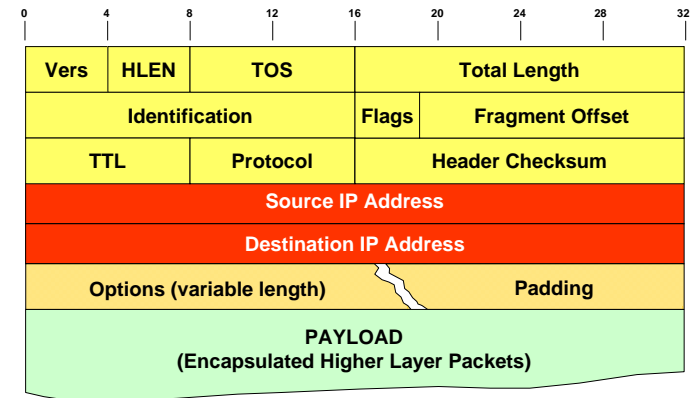 0 4 8 12 16 20 24 28 32
Vers HLEN TOS Total Length
Identification Flags Fragment Offset
TTL Protocol Header Checksum
Source IP Address
Destination IP Address
Options (variable length) Padding
PAYLOAD
(Encapsulated Higher Layer Packets)